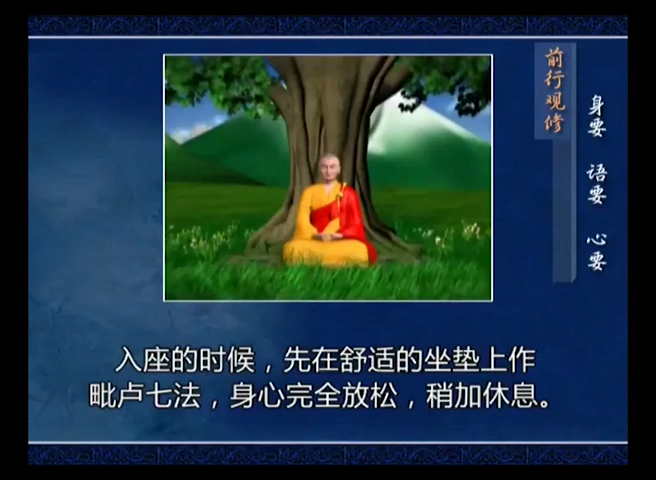 前行观修
身要 语要 心要
入座的时候，先在舒适的坐垫上作
毗卢七法，身心完全放松，稍加休息。